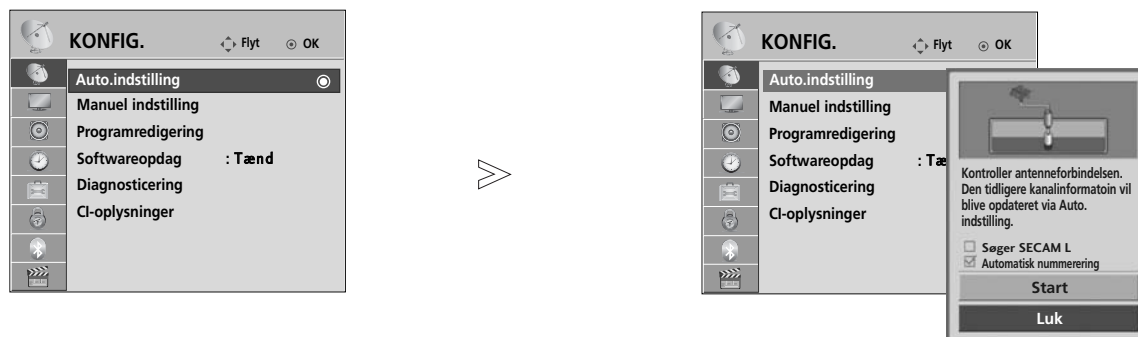 KONFIG. Flyt OK
Auto.indstilling
Manuel indstilling
Programredigering
Softwareopdag : Tænd
Diagnosticering
CI-oplysninger
KONFIG. Flyt OK
Auto.indstilling
Manuel indstilling
Programredigering
Softwareopdag : Tæ
Diagnosticering
CI-oplysninger
Kontroller antenneforbindelsen.
Den tidligere kanalinformatoin vil
blive opdateret via Auto.
indstilling.
Søger SECAM L
Automatisk nummerering
Start
Luk